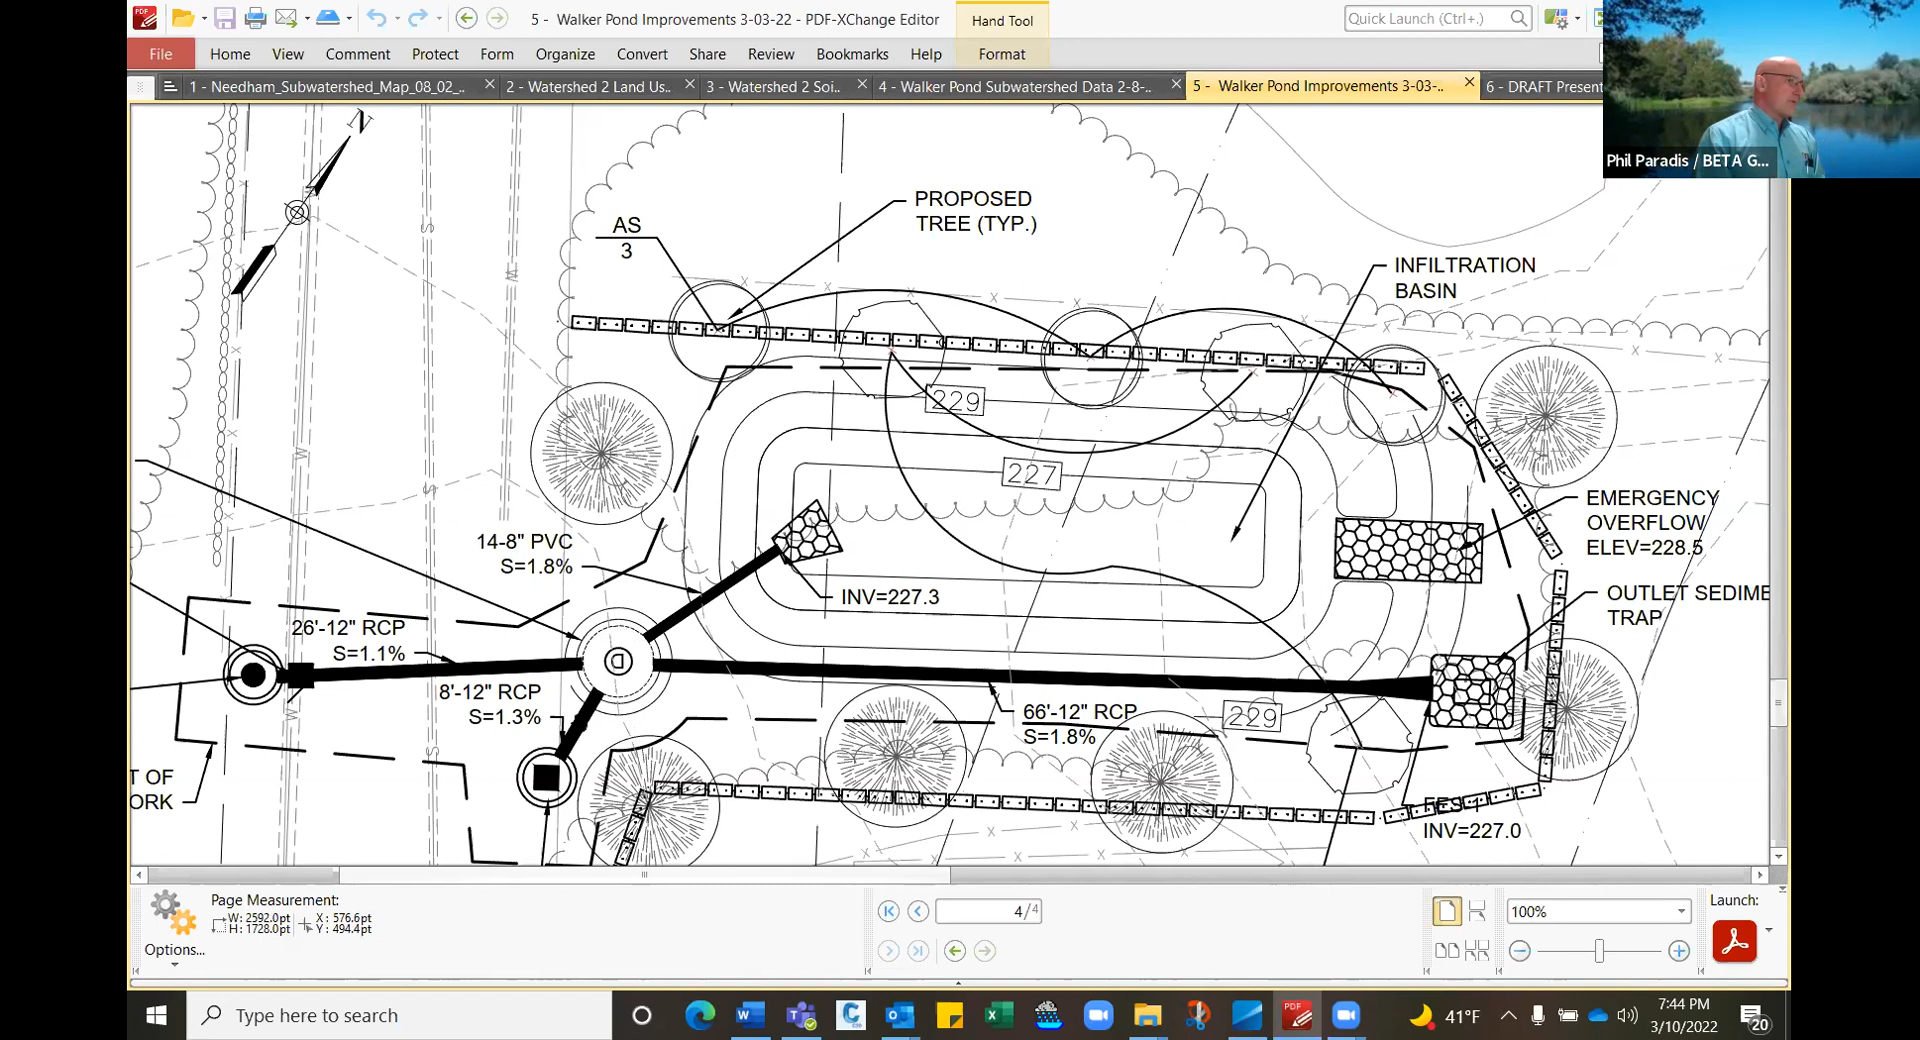 5 - Walker Pond Improvements 3-03-22 - PDF-XChange Editor
Hand Tool
Quick Launch (Ctrl+.)
File
Home
View
Comment
Protect
Form
Organize
Convert
Share
Review
Bookmarks
Help
Format
1 - Needham_Subwatershed_Map_08_02_..
2 - Watershed 2 Land Us..
3 - Watershed 2 Soi..
4 - Walker Pond Subwatershed Data 2-8-..
5 - Walker Pond Improvements 3-03-..
6 - DRAFT Present
Phil Paradis / BETA G...
N
PROPOSED
TREE (TYP.)
AS
3
INFILTRATION
BASIN
229
227
EMERGENCY
OVERFLOW
ELEV=228.5
14-8" PVC
S=1.8%
INV=227.3
OUTLET SEDIME
TRAP
26'-12" RCP
S=1.1%
D
8'-12" RCP
S=1.3%
66'-12" RCP
S=1.8%
229
T OF
ORK
FES-1
INV=227.0
Page Measurement:
W: 2592.0pt
H: 1728.0pt
X: 576.6pt
Y: 494.4pt
Options...
4/4
100%
Launch:
Type here to search
41°F
7:44 PM
3/10/2022
20